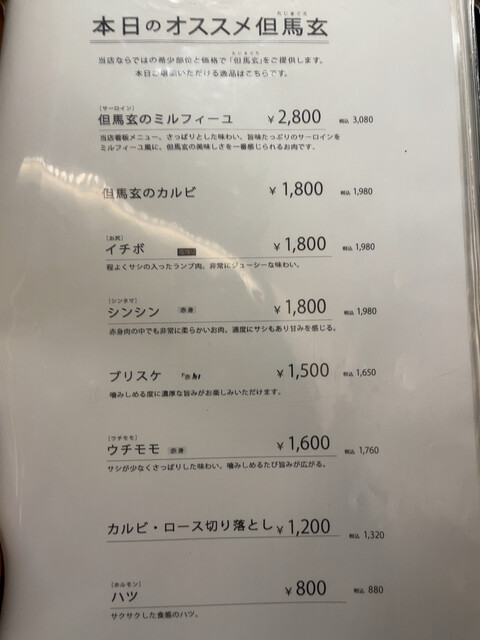 たじまぐろ
本日のオススメ但馬玄
たじまぐろ
当店ならではの希少部位と価格で「但馬玄」をご提供します。
本日ご堪能いただける逸品はこちらです。
[サーロイン]
但馬玄のミルフィーユ ¥2,800 税込 3,080
当店看板メニュー、さっぱりとした味わい。旨味たっぷりのサーロインを
ミルフィーユ風に、但馬玄の美味しさを一番感じられるお肉です。
但馬玄のカルビ ¥1,800 税込 1,980
[お尻]
イチボ ¥1,800 税込 1,980
程よくサシの入ったランプ肉。非常にジューシーな味わい。
[シンタマ]
シンシン 赤身 ¥1,800 税込 1,980
赤身肉の中でも非常に柔らかいお肉。適度にサシもあり甘みを感じる。
ブリスケ ¥1,500 税込 1,650
噛みしめる度に濃厚な旨みがお楽しみいただけます。
[ウチモモ]
ウチモモ 赤身 ¥1,600 税込 1,760
サシが少なくさっぱりした味わい。噛みしめるたび旨みが広がる。
カルビ・ロース切り落とし ¥1,200 税込 1,320
[ホルモン]
ハツ ¥800 税込 880
サクサクした食感のハツ。